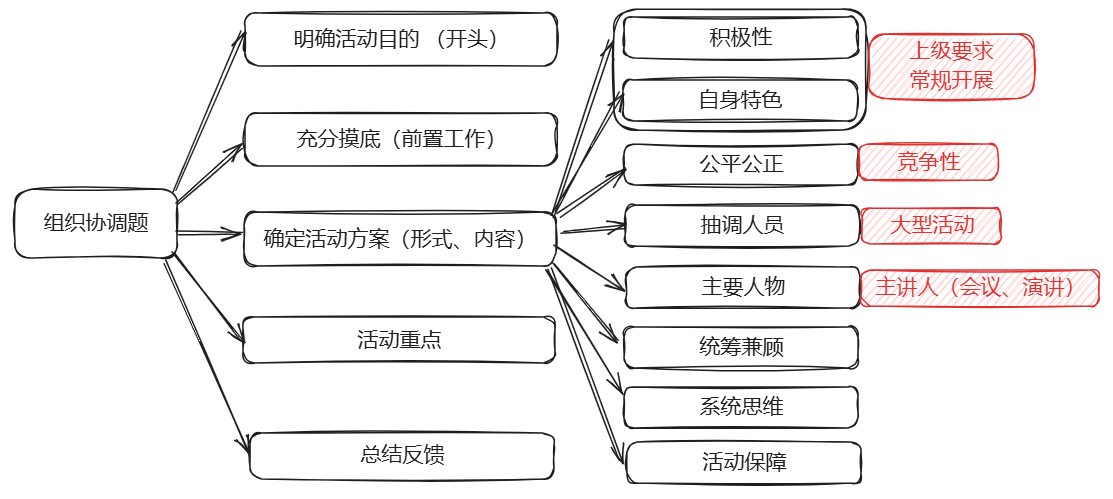 组织协调题
明确活动目的 （开头）
充分摸底（前置工作）
确定活动方案（形式、内容）
活动重点
总结反馈
积极性
自身特色
上级要求
常规开展
公平公正
竞争性
抽调人员
大型活动
主要人物
主讲人（会议、演讲）
统筹兼顾
系统思维
活动保障